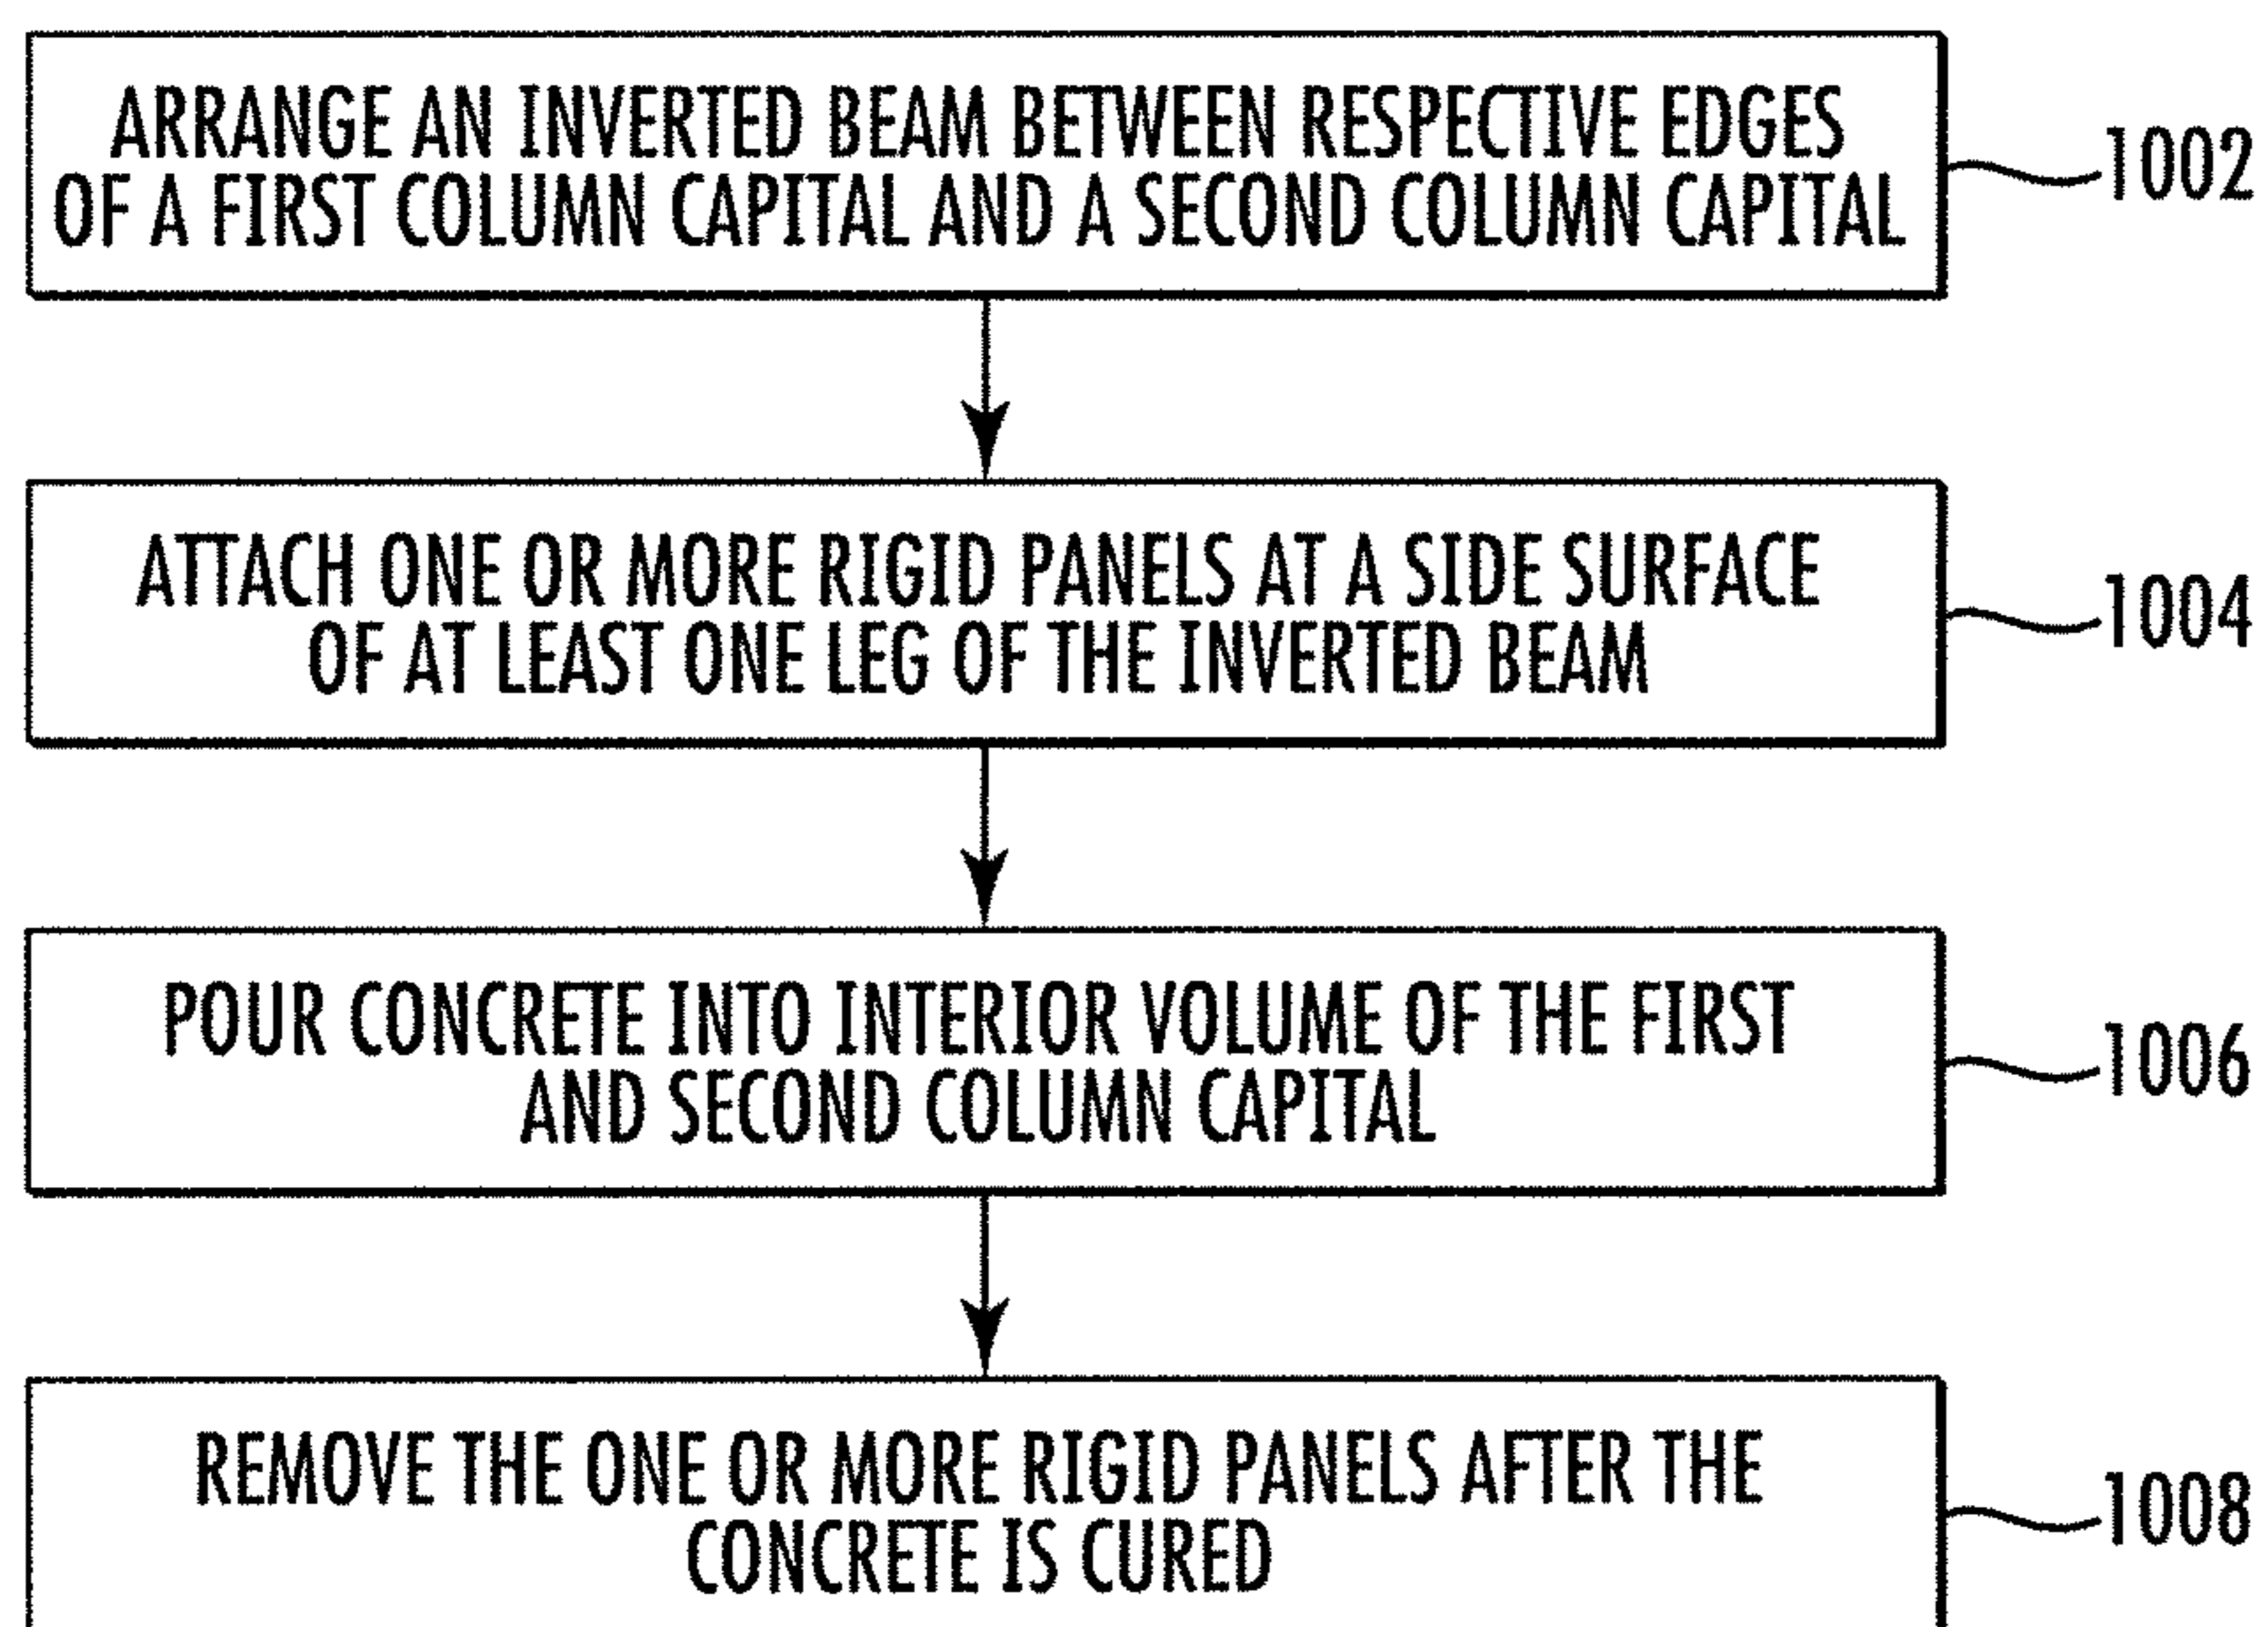 ARRANGE AN INVERTED BEAM BETWEEN RESPECTIVE EDGES
OF A FIRST COLUMN CAPITAL AND A SECOND COLUMN CAPITAL
1002
ATTACH ONE OR MORE RIGID PANELS AT A SIDE SURFACE
OF AT LEAST ONE LEG OF THE INVERTED BEAM
1004
POUR CONCRETE INTO INTERIOR VOLUME OF THE FIRST
AND SECOND COLUMN CAPITAL
1006
REMOVE THE ONE OR MORE RIGID PANELS AFTER THE
CONCRETE IS CURED
1008